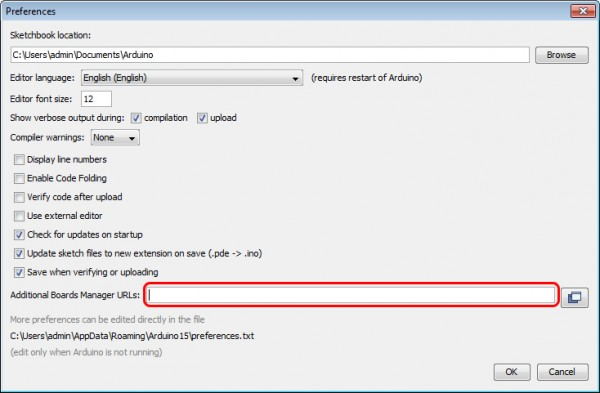 Preferences
Sketchbook location:
C:\Users\admin\Documents\Arduino
Browse
Editor language: English (English) (requires restart of Arduino)
Editor font size: 12
Show verbose output during: compilation upload
Compiler warnings: None
Display line numbers
Enable Code Folding
Verify code after upload
Use external editor
Check for updates on startup
Update sketch files to new extension on save (.pde -> .ino)
Save when verifying or uploading
Additional Boards Manager URLs:
More preferences can be edited directly in the file
C:\Users\admin\AppData\Roaming\Arduino15\preferences.txt
(edit only when Arduino is not running)
OK Cancel